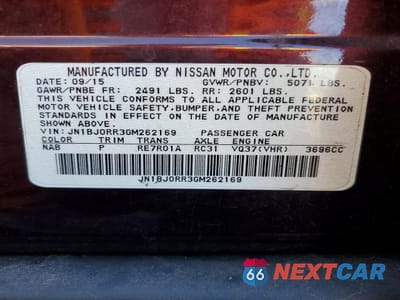 MANUFACTURED BY NISSAN MOTOR CO.,LTD.
DATE: 09/15 GVWR/PNBV: 5071 LBS.
GAWR/PNBE FR: 2491 LBS. RR: 2601 LBS.
THIS VEHICLE CONFORMS TO ALL APPLICABLE FEDERAL
MOTOR VEHICLE SAFETY,BUMPER,AND THEFT PREVENTION
STANDARDS IN EFFECT ON THE DATE OF MANUFACTURE
SHOWN ABOVE.
VIN: JN1BJ0RR3GM262169 PASSENGER CAR
COLOR TRIM TRANS AXLE ENGINE
NAB P RE7R01A RC31 VQ37(VHR) 3696CC
JN1BJ0RR3GM262169
66 NEXTCAR